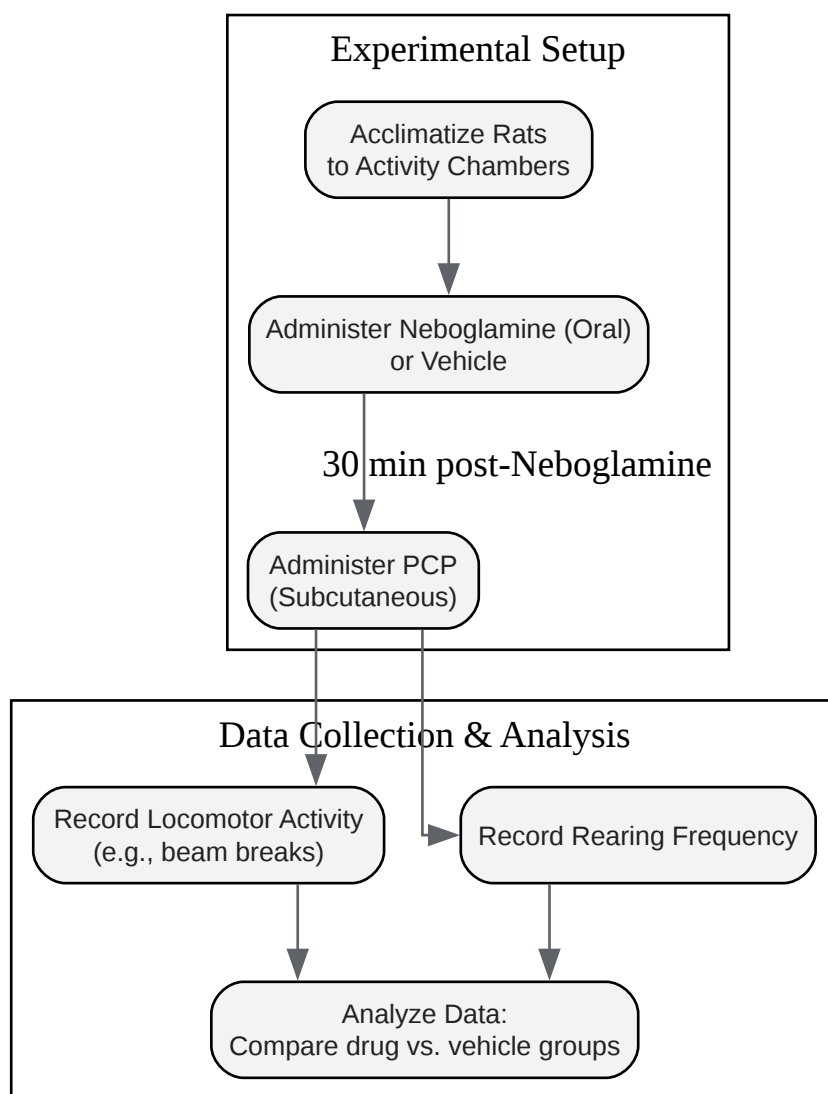 Experimental Setup
Acclimatize Rats
to Activity Chambers
Administer Neboglamine (Oral)
or Vehicle
30 min post-Neboglamine
Administer PCP
(Subcutaneous)
Data Collection & Analysis
Record Locomotor Activity
(e.g., beam breaks)
Record Rearing Frequency
Analyze Data:
Compare drug vs. vehicle groups